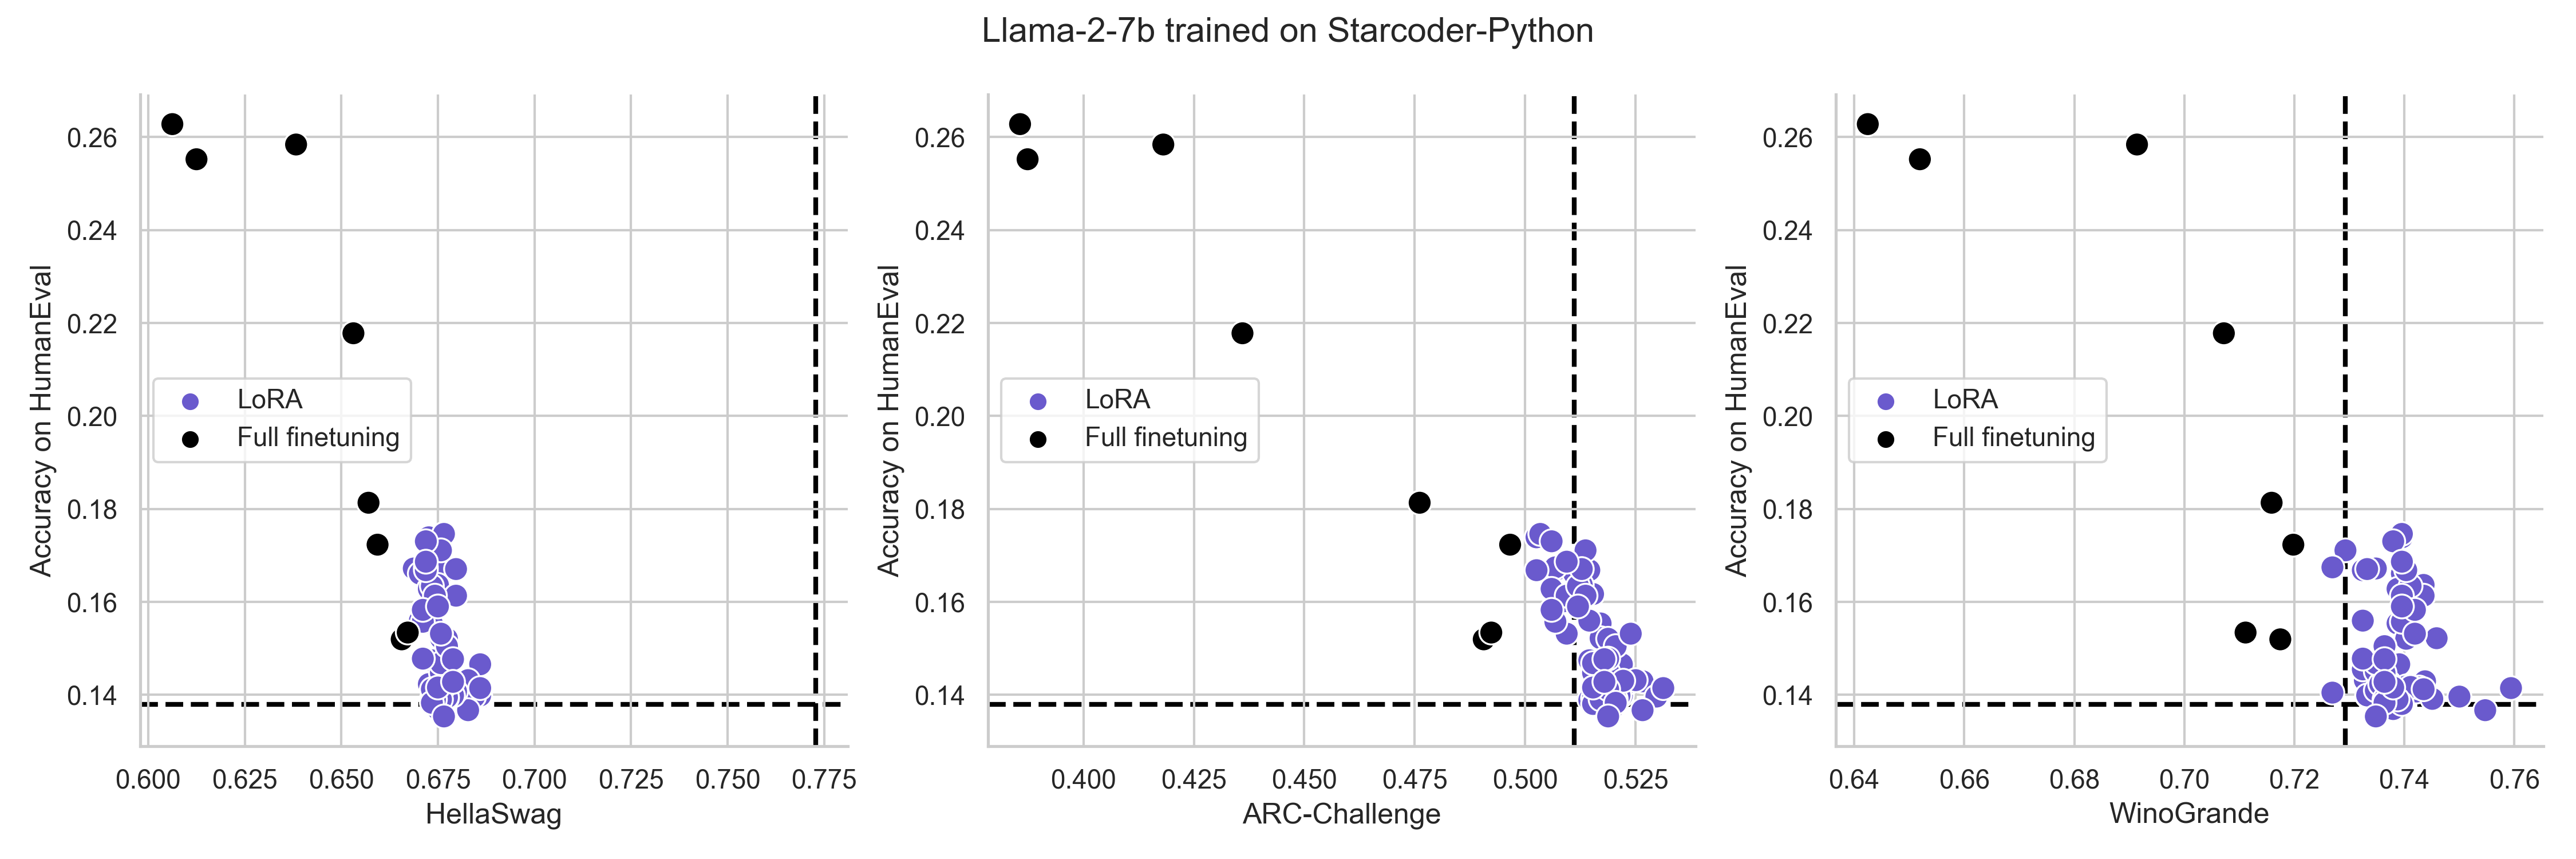 Llama-2-7b trained on Starcoder-Python
Accuracy on HumanEval
0.26
0.24
0.22
0.20
0.18
0.16
0.14
LoRA
Full finetuning
0.600 0.625 0.650 0.675 0.700 0.725 0.750 0.775
HellaSwag
Accuracy on HumanEval
0.26
0.24
0.22
0.20
0.18
0.16
0.14
LoRA
Full finetuning
0.400 0.425 0.450 0.475 0.500 0.525
ARC-Challenge
Accuracy on HumanEval
0.26
0.24
0.22
0.20
0.18
0.16
0.14
LoRA
Full finetuning
0.64 0.66 0.68 0.70 0.72 0.74 0.76
WinoGrande